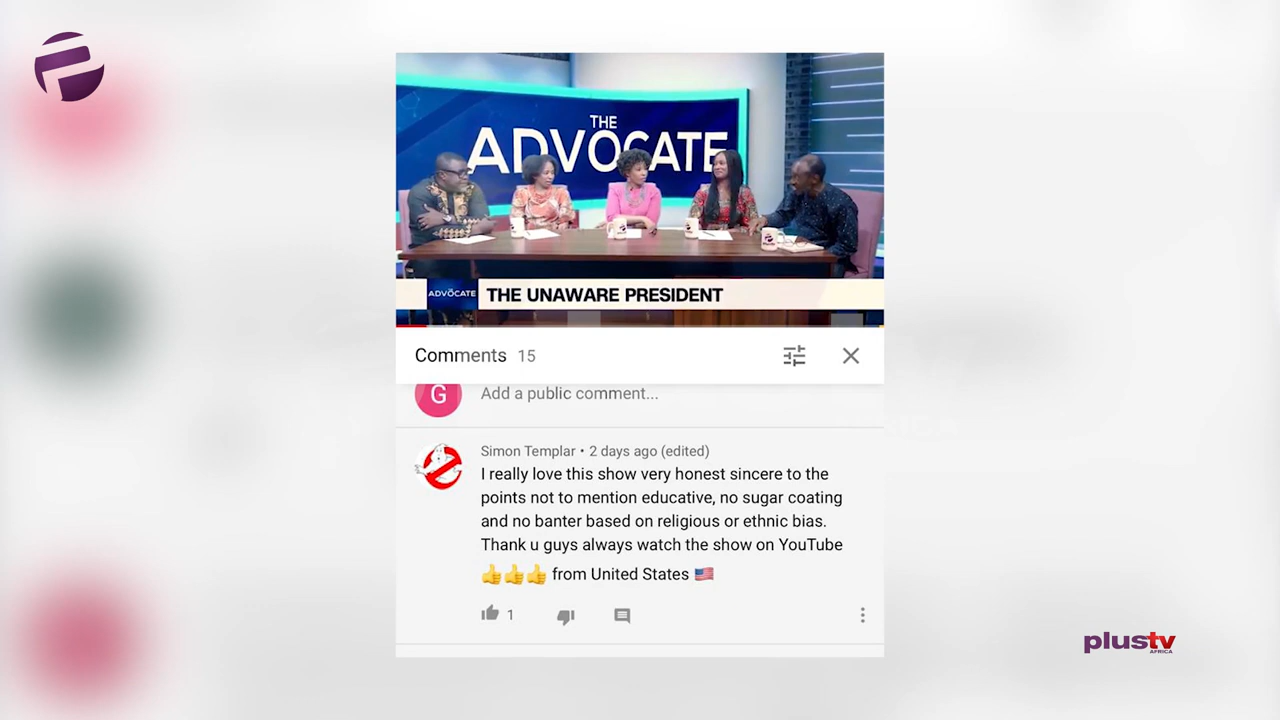 THE
ADVOCATE
ADVOCATE
THE UNAWARE PRESIDENT
Comments 15
G
Add a public comment...
Simon Templar • 2 days ago (edited)
I really love this show very honest sincere to the
points not to mention educative, no sugar coating
and no banter based on religious or ethnic bias.
Thank u guys always watch the show on YouTube
👍👍👍 from United States 🇺🇸
1
plustv
AFRICA